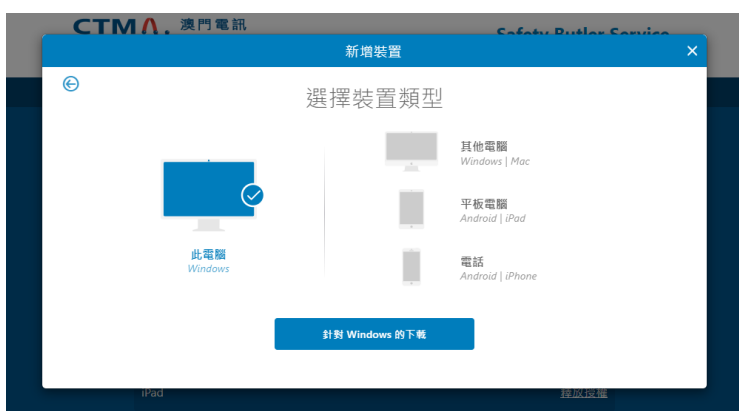 CTM 澳門電訊
Safety Butler Service
新增裝置
選擇裝置類型
此電腦
Windows
其他電腦
Windows | Mac
平板電腦
Android | iPad
電話
Android | iPhone
針對 Windows 的下載
iPad
釋放授權